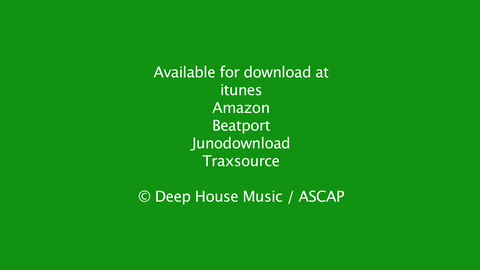 Available for download at
itunes
Amazon
Beatport
Junodownload
Traxsource
© Deep House Music / ASCAP